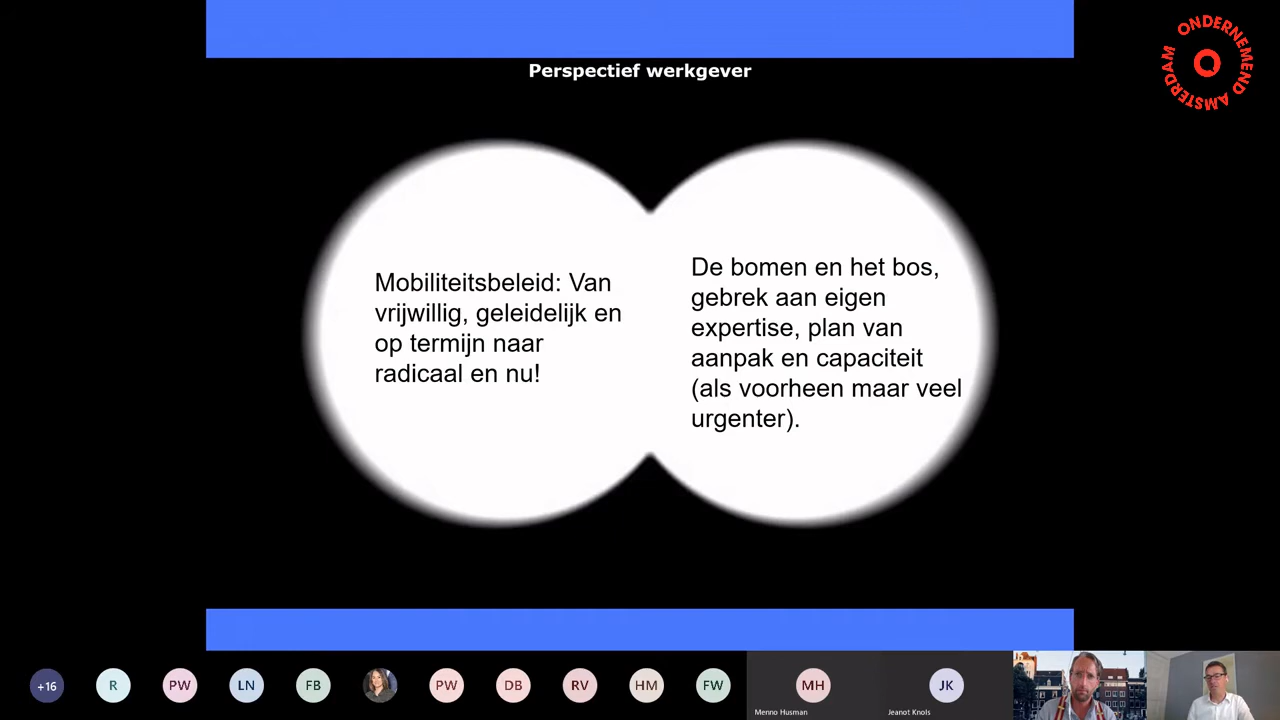 Perspectief werkgever
ONDERNEMEND AMSTERDAM
Mobiliteitsbeleid: Van
vrijwillig, geleidelijk en
op termijn naar
radicaal en nu!
De bomen en het bos,
gebrek aan eigen
expertise, plan van
aanpak en capaciteit
(als voorheen maar veel
urgenter).
+16
R
PW
LN
FB
PW
DB
RV
HM
FW
MH
JK
Menno Husman
Jeanot Knols